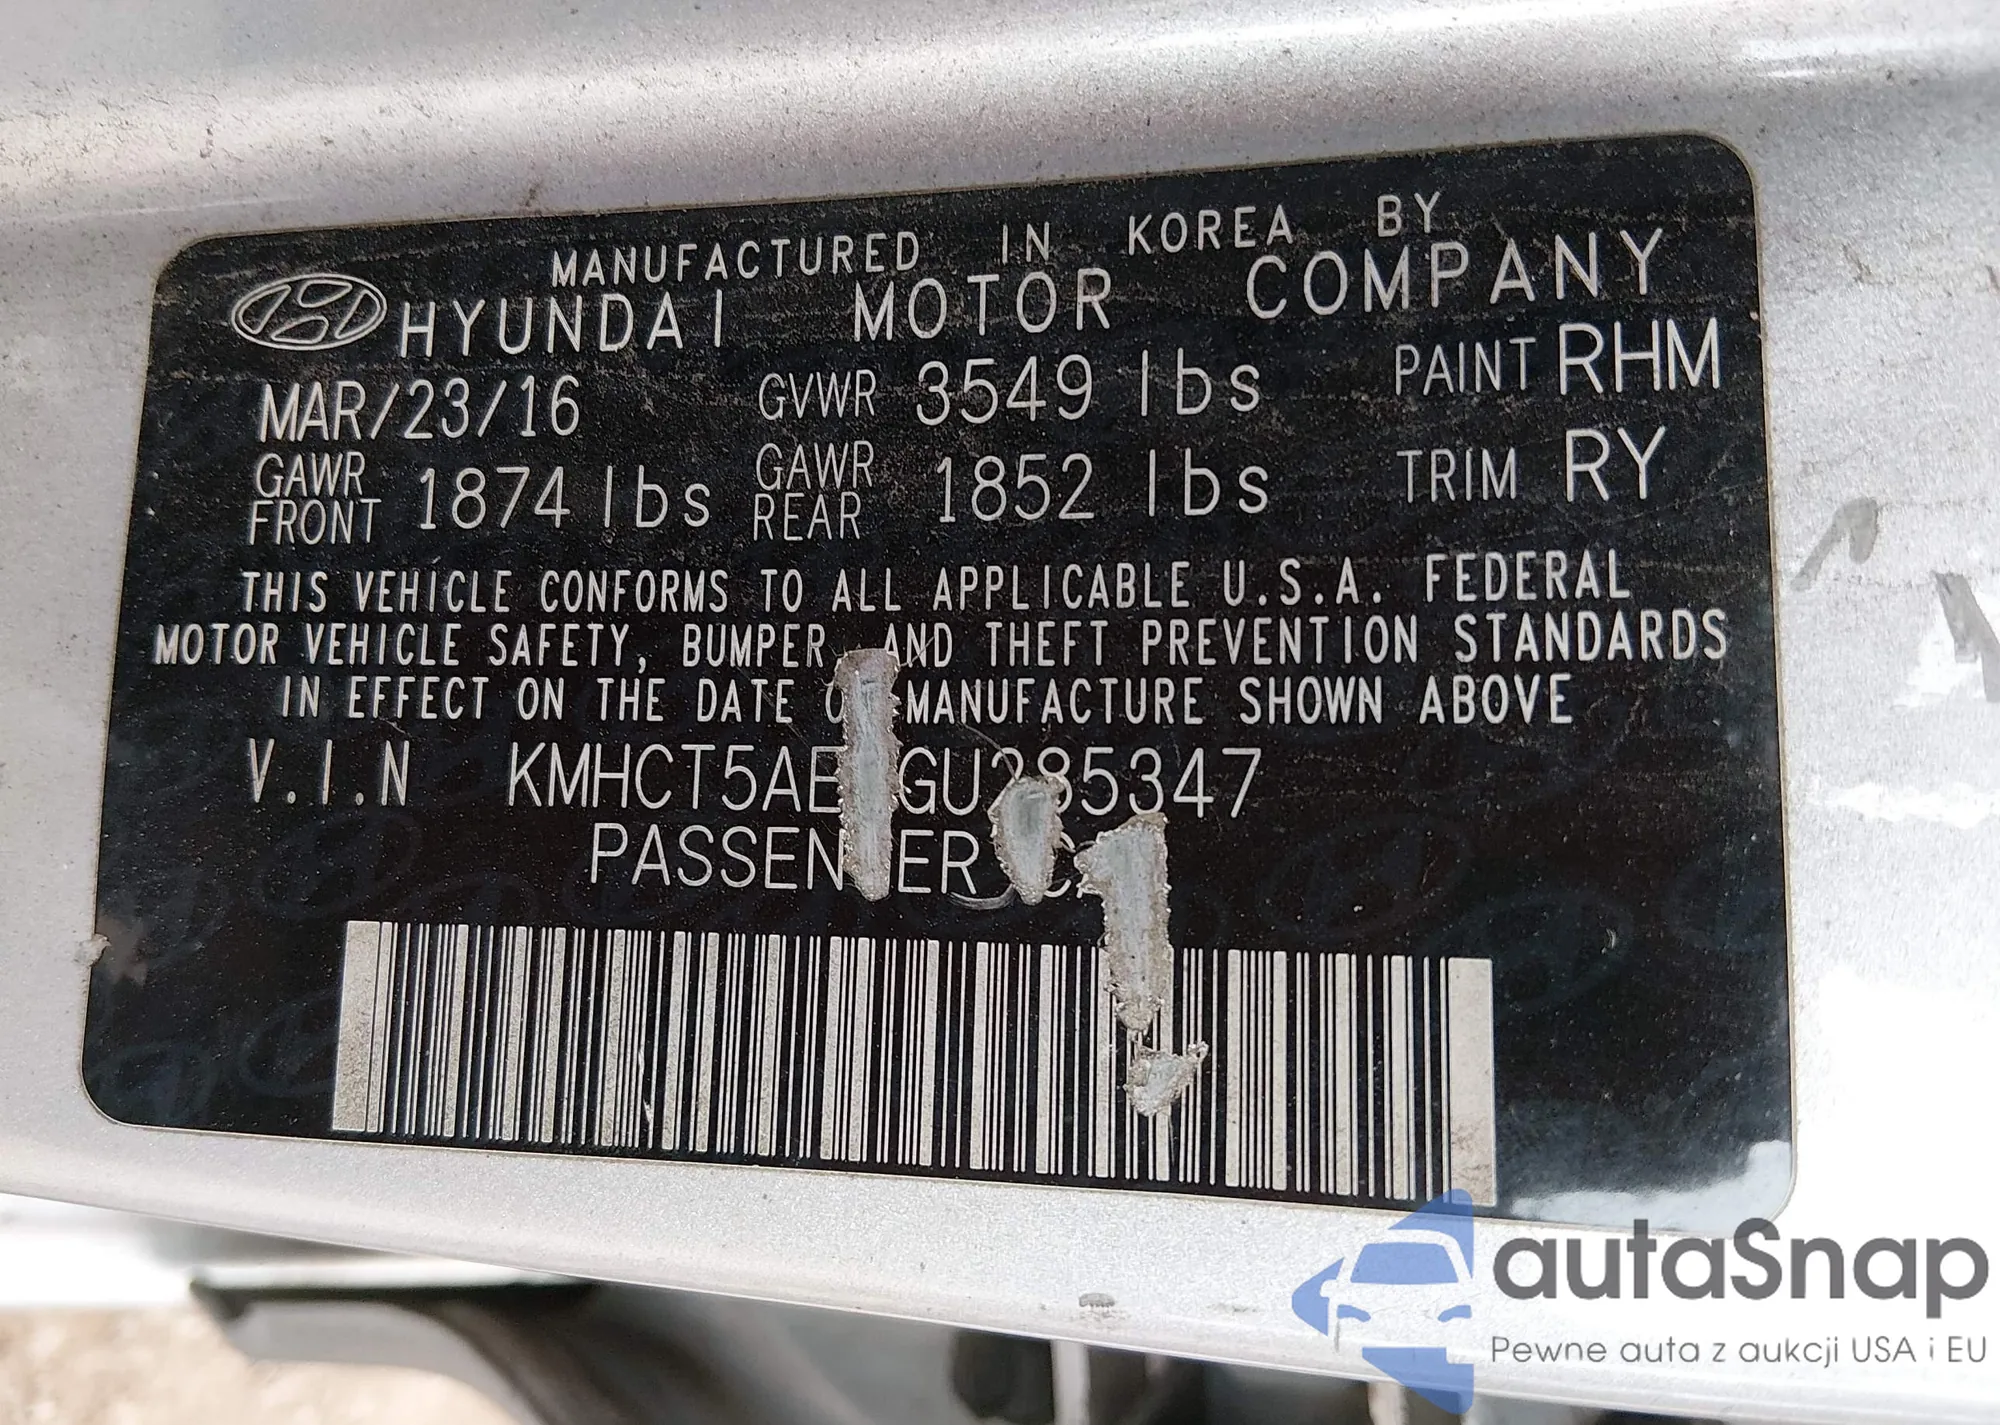 MANUFACTURED IN KOREA BY
HYUNDAI MOTOR COMPANY
MAR/23/16 GVWR 3549 lbs PAINT RHM
GAWR FRONT 1874 lbs GAWR REAR 1852 lbs TRIM RY
THIS VEHICLE CONFORMS TO ALL APPLICABLE U.S.A. FEDERAL
MOTOR VEHICLE SAFETY, BUMPER, AND THEFT PREVENTION STANDARDS
IN EFFECT ON THE DATE MANUFACTURE SHOWN ABOVE
V.I.N
autaSnap
Pewne auta z aukcji USA i EU